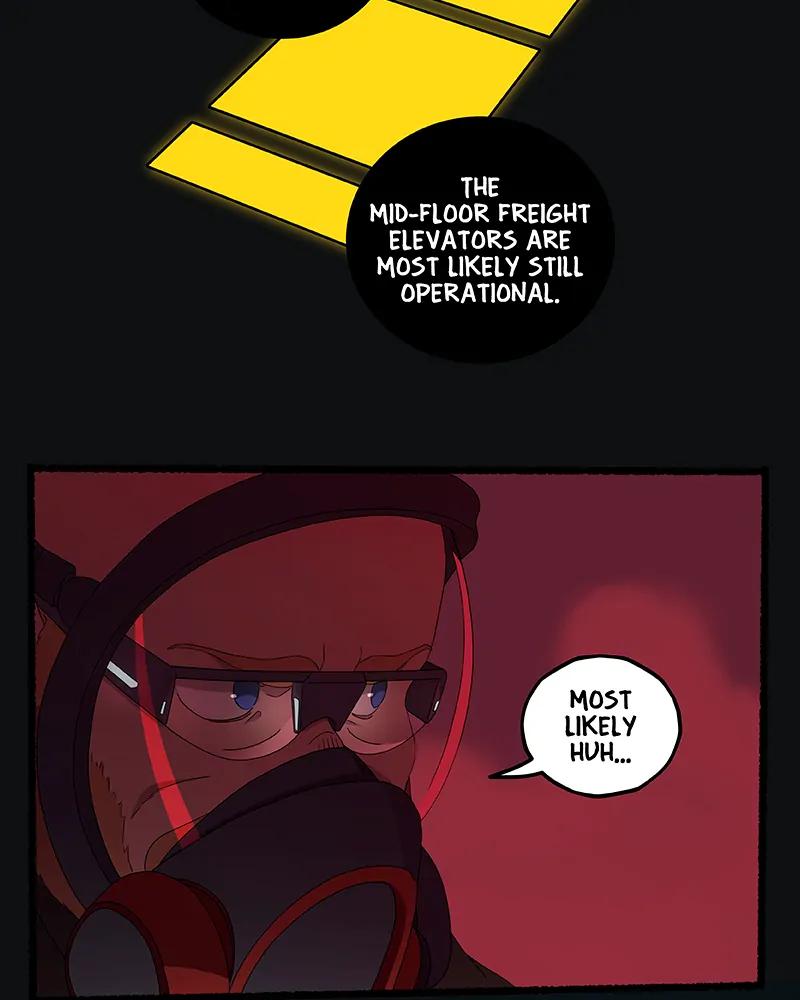 THE
MID-FLOOR FREIGHT
ELEVATORS ARE
MOST LIKELY STILL
OPERATIONAL.
MOST
LIKELY
HUH...